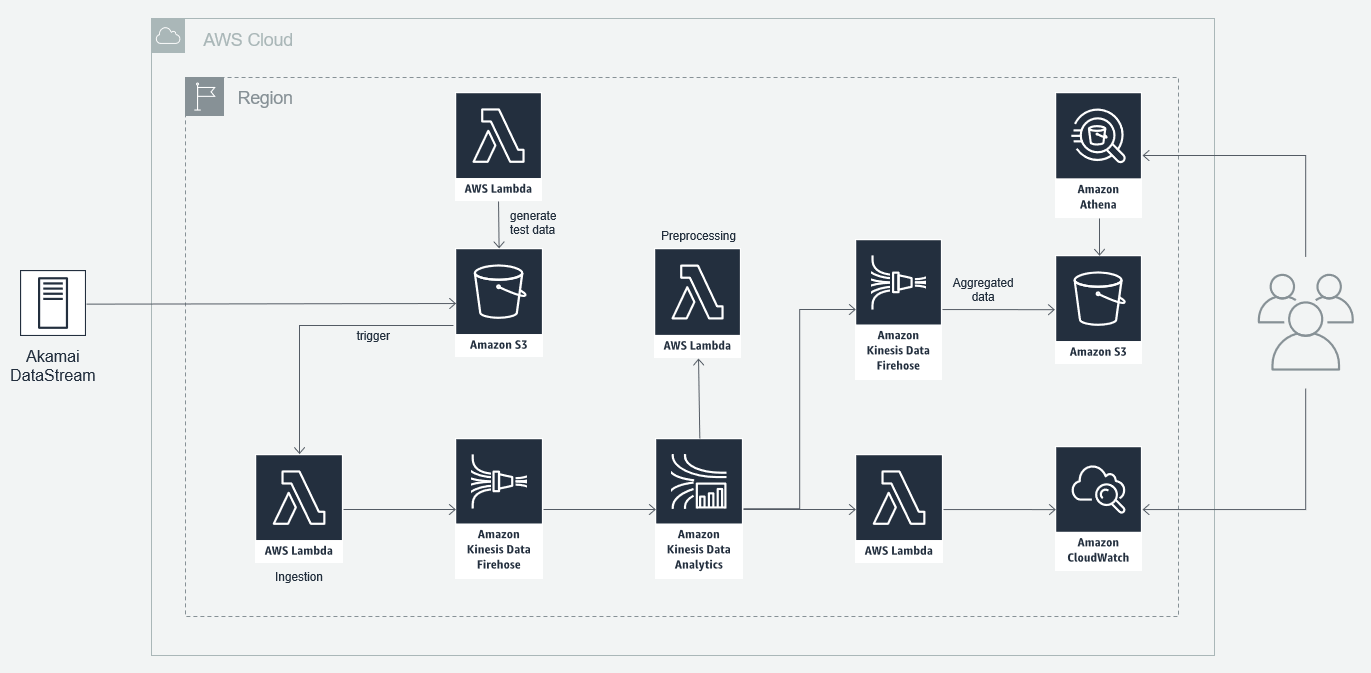 AWS Cloud
Region
AWS Lambda
generate
test data
Amazon
Athena
Preprocessing
Akamai
DataStream
trigger
Amazon S3
AWS Lambda
Amazon
Kinesis Data
Firehose
Aggregated
data
Amazon S3
AWS Lambda
Ingestion
Amazon
Kinesis Data
Firehose
Amazon
Kinesis Data
Analytics
AWS Lambda
Amazon
CloudWatch